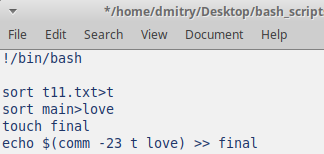 */home/dmitry/Desktop/bash_script
File Edit Search View Document
!/bin/bash
sort t11.txt>t
sort main>love
touch final
echo $(comm -23 t love) >> final